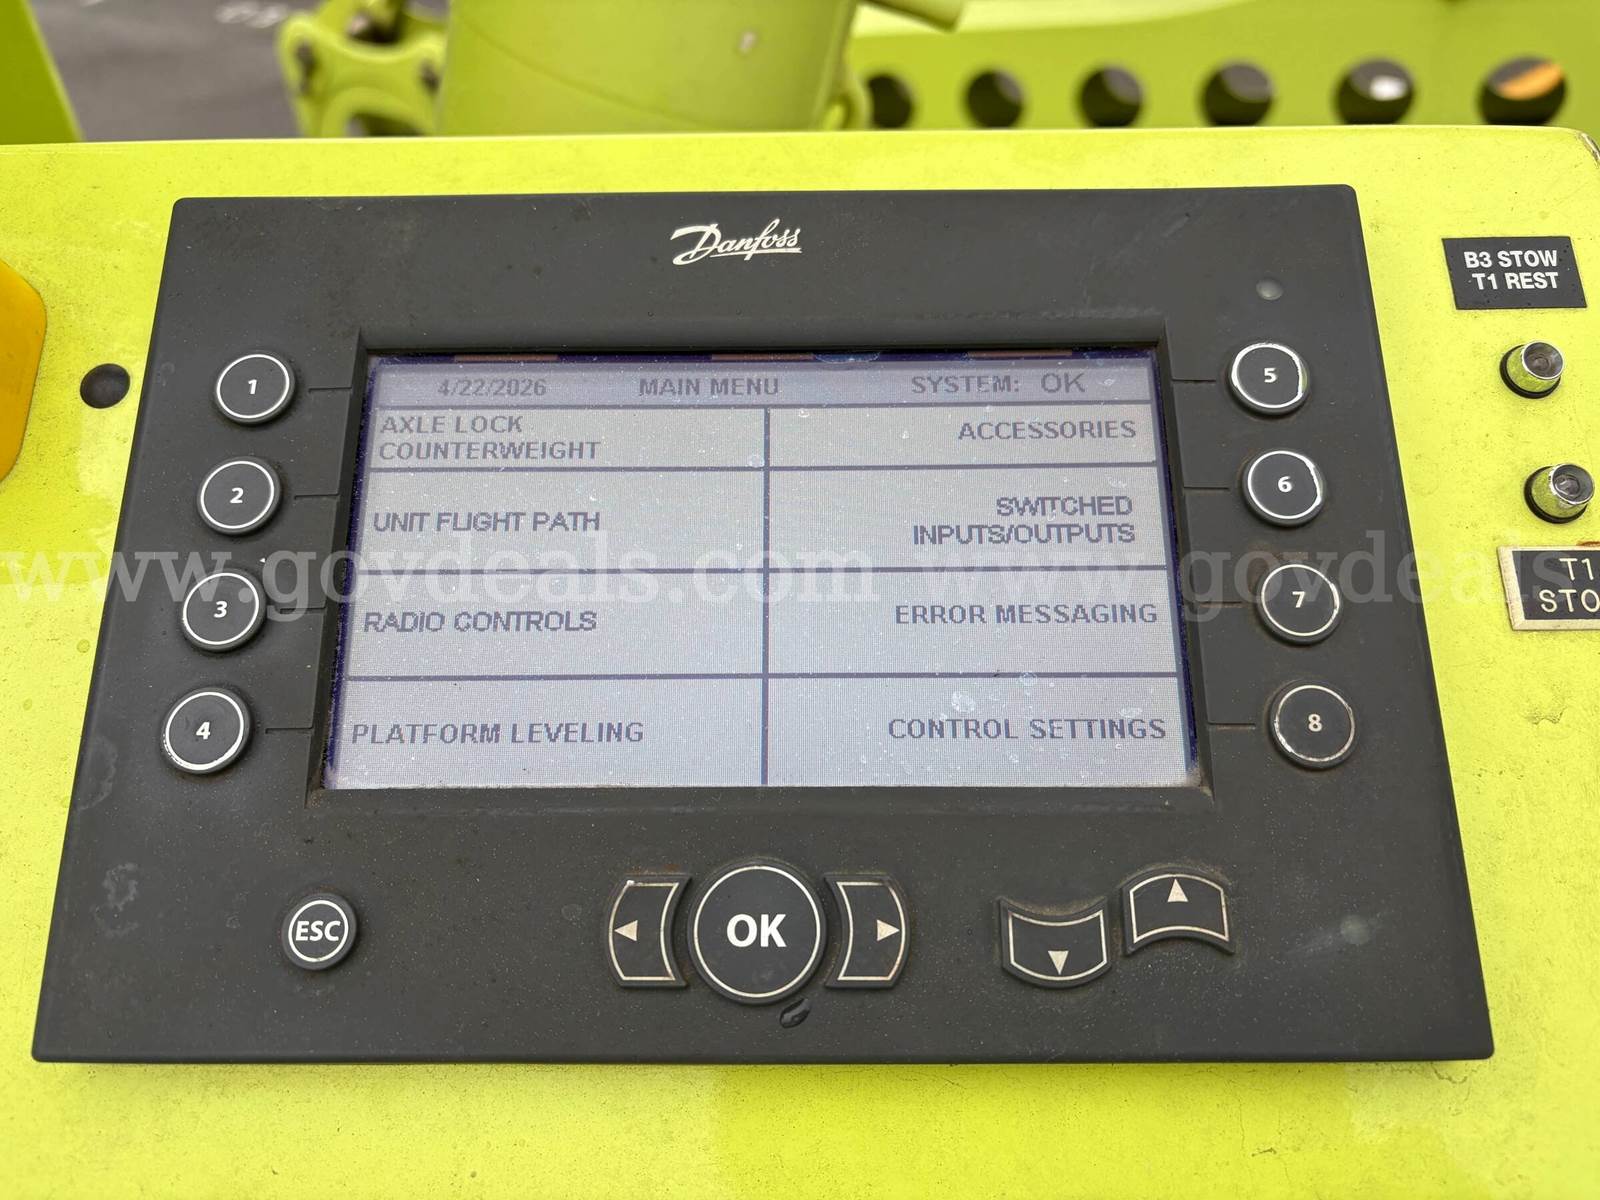 Danfoss
B3 STOW
T1 REST
1
5
4/22/2026 MAIN MENU SYSTEM: OK
AXLE LOCK
COUNTERWEIGHT
ACCESSORIES
2
6
UNIT FLIGHT PATH
SWITCHED
INPUTS/OUTPUTS
www.govdeals.com www.govdeals
T1
STO
3
7
RADIO CONTROLS
ERROR MESSAGING
4
8
PLATFORM LEVELING
CONTROL SETTINGS
ESC
OK